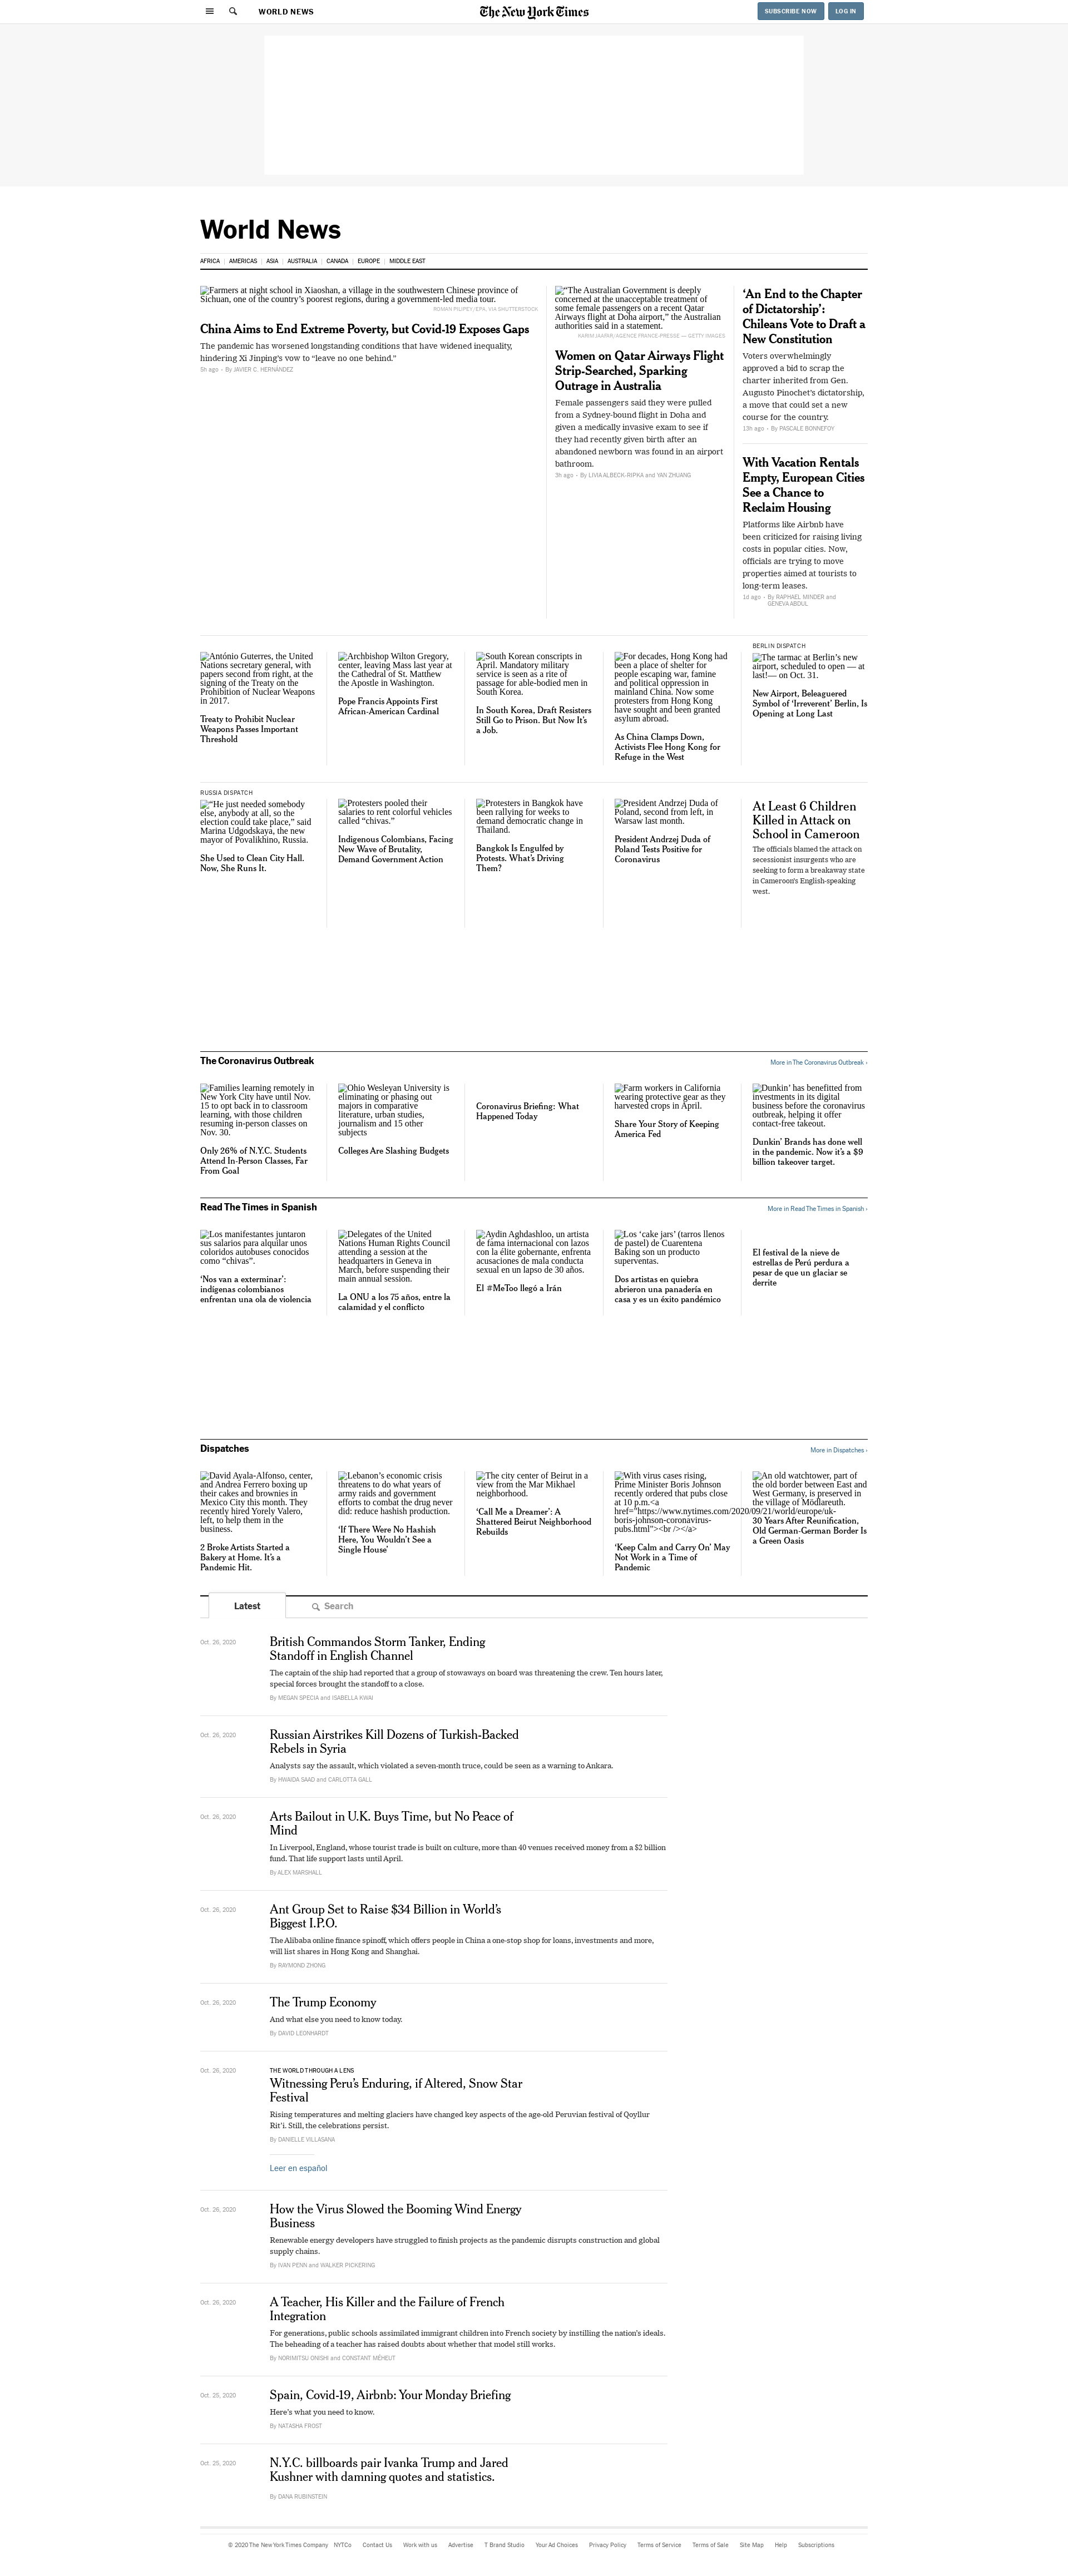 WORLD NEWS
The New York Times
SUBSCRIBE NOW
LOG IN
World News
AFRICA
AMERICAS
ASIA
AUSTRALIA
CANADA
EUROPE
MIDDLE EAST
Farmers at night school in Xiaoshan, a village in the southwestern Chinese province of
Sichuan, one of the country’s poorest regions, during a government-led media tour.
ROMAN PILIPEY/EPA, VIA SHUTTERSTOCK
China Aims to End Extreme Poverty, but Covid-19 Exposes Gaps
The pandemic has worsened longstanding conditions that have widened inequality,
hindering Xi Jinping’s vow to “leave no one behind.”
5h ago
By JAVIER C. HERNÁNDEZ
“The Australian Government is deeply
concerned at the unacceptable treatment of
some female passengers on a recent Qatar
Airways flight at Doha airport,” the Australian
authorities said in a statement.
KARIM JAAFAR/AGENCE FRANCE-PRESSE — GETTY IMAGES
Women on Qatar Airways Flight
Strip-Searched, Sparking
Outrage in Australia
Female passengers said they were pulled
from a Sydney-bound flight in Doha and
given a medically invasive exam to see if
they had recently given birth after an
abandoned newborn was found in an airport
bathroom.
3h ago
By LIVIA ALBECK-RIPKA and YAN ZHUANG
‘An End to the Chapter
of Dictatorship’:
Chileans Vote to Draft a
New Constitution
Voters overwhelmingly
approved a bid to scrap the
charter inherited from Gen.
Augusto Pinochet’s dictatorship,
a move that could set a new
course for the country.
13h ago
By PASCALE BONNEFOY
With Vacation Rentals
Empty, European Cities
See a Chance to
Reclaim Housing
Platforms like Airbnb have
been criticized for raising living
costs in popular cities. Now,
officials are trying to move
properties aimed at tourists to
long-term leases.
1d ago
By RAPHAEL MINDER and
GENEVA ABDUL
António Guterres, the United
Nations secretary general, with
papers second from right, at the
signing of the Treaty on the
Prohibition of Nuclear Weapons
in 2017.
Treaty to Prohibit Nuclear
Weapons Passes Important
Threshold
Archbishop Wilton Gregory,
center, leaving Mass last year at
the Cathedral of St. Matthew
the Apostle in Washington.
Pope Francis Appoints First
African-American Cardinal
South Korean conscripts in
April. Mandatory military
service is seen as a rite of
passage for able-bodied men in
South Korea.
In South Korea, Draft Resisters
Still Go to Prison. But Now It’s
a Job.
For decades, Hong Kong had
been a place of shelter for
people escaping war, famine
and political oppression in
mainland China. Now some
protesters from Hong Kong
have sought and been granted
asylum abroad.
As China Clamps Down,
Activists Flee Hong Kong for
Refuge in the West
BERLIN DISPATCH
The tarmac at Berlin’s new
airport, scheduled to open — at
last!— on Oct. 31.
New Airport, Beleaguered
Symbol of ‘Irreverent’ Berlin, Is
Opening at Long Last
RUSSIA DISPATCH
“He just needed somebody
else, anybody at all, so the
election could take place,” said
Marina Udgodskaya, the new
mayor of Povalikhino, Russia.
She Used to Clean City Hall.
Now, She Runs It.
Protesters pooled their
salaries to rent colorful vehicles
called “chivas.”
Indigenous Colombians, Facing
New Wave of Brutality,
Demand Government Action
Protesters in Bangkok have
been rallying for weeks to
demand democratic change in
Thailand.
Bangkok Is Engulfed by
Protests. What’s Driving
Them?
President Andrzej Duda of
Poland, second from left, in
Warsaw last month.
President Andrzej Duda of
Poland Tests Positive for
Coronavirus
At Least 6 Children
Killed in Attack on
School in Cameroon
The officials blamed the attack on
secessionist insurgents who are
seeking to form a breakaway state
in Cameroon’s English-speaking
west.
The Coronavirus Outbreak
More in The Coronavirus Outbreak ›
Families learning remotely in
New York City have until Nov.
15 to opt back in to classroom
learning, with those children
resuming in-person classes on
Nov. 30.
Only 26% of N.Y.C. Students
Attend In-Person Classes, Far
From Goal
Ohio Wesleyan University is
eliminating or phasing out
majors in comparative
literature, urban studies,
journalism and 15 other
subjects
Colleges Are Slashing Budgets
Coronavirus Briefing: What
Happened Today
Farm workers in California
wearing protective gear as they
harvested crops in April.
Share Your Story of Keeping
America Fed
Dunkin’ has benefitted from
investments in its digital
business before the coronavirus
outbreak, helping it offer
contact-free takeout.
Dunkin’ Brands has done well
in the pandemic. Now it’s a $9
billion takeover target.
Read The Times in Spanish
More in Read The Times in Spanish ›
Los manifestantes juntaron
sus salarios para alquilar unos
coloridos autobuses conocidos
como “chivas”.
‘Nos van a exterminar’:
indígenas colombianos
enfrentan una ola de violencia
Delegates of the United
Nations Human Rights Council
attending a session at the
headquarters in Geneva in
March, before suspending their
main annual session.
La ONU a los 75 años, entre la
calamidad y el conflicto
Aydin Aghdashloo, un artista
de fama internacional con lazos
con la élite gobernante, enfrenta
acusaciones de mala conducta
sexual en un lapso de 30 años.
El #MeToo llegó a Irán
Los ‘cake jars’ (tarros llenos
de pastel) de Cuarentena
Baking son un producto
superventas.
Dos artistas en quiebra
abrieron una panadería en
casa y es un éxito pandémico
El festival de la nieve de
estrellas de Perú perdura a
pesar de que un glaciar se
derrite
Dispatches
More in Dispatches ›
David Ayala-Alfonso, center,
and Andrea Ferrero boxing up
their cakes and brownies in
Mexico City this month. They
recently hired Yorely Valero,
left, to help them in the
business.
2 Broke Artists Started a
Bakery at Home. It’s a
Pandemic Hit.
Lebanon’s economic crisis
threatens to do what years of
army raids and government
efforts to combat the drug never
did: reduce hashish production.
‘If There Were No Hashish
Here, You Wouldn’t See a
Single House’
The city center of Beirut in a
view from the Mar Mikhael
neighborhood.
‘Call Me a Dreamer’: A
Shattered Beirut Neighborhood
Rebuilds
With virus cases rising,
Prime Minister Boris Johnson
recently ordered that pubs close
at 10 p.m.<a
href="https://www.nytimes.com/2020/09/21/world/europe/uk-
boris-johnson-coronavirus-
pubs.html"><br /></a>
‘Keep Calm and Carry On’ May
Not Work in a Time of
Pandemic
An old watchtower, part of
the old border between East and
West Germany, is preserved in
the village of Mödlareuth.
30 Years After Reunification,
Old German-German Border Is
a Green Oasis
Latest
Search
Oct. 26, 2020
British Commandos Storm Tanker, Ending
Standoff in English Channel
The captain of the ship had reported that a group of stowaways on board was threatening the crew. Ten hours later,
special forces brought the standoff to a close.
By MEGAN SPECIA and ISABELLA KWAI
Oct. 26, 2020
Russian Airstrikes Kill Dozens of Turkish-Backed
Rebels in Syria
Analysts say the assault, which violated a seven-month truce, could be seen as a warning to Ankara.
By HWAIDA SAAD and CARLOTTA GALL
Oct. 26, 2020
Arts Bailout in U.K. Buys Time, but No Peace of
Mind
In Liverpool, England, whose tourist trade is built on culture, more than 40 venues received money from a $2 billion
fund. That life support lasts until April.
By ALEX MARSHALL
Oct. 26, 2020
Ant Group Set to Raise $34 Billion in World’s
Biggest I.P.O.
The Alibaba online finance spinoff, which offers people in China a one-stop shop for loans, investments and more,
will list shares in Hong Kong and Shanghai.
By RAYMOND ZHONG
Oct. 26, 2020
The Trump Economy
And what else you need to know today.
By DAVID LEONHARDT
Oct. 26, 2020
THE WORLD THROUGH A LENS
Witnessing Peru’s Enduring, if Altered, Snow Star
Festival
Rising temperatures and melting glaciers have changed key aspects of the age-old Peruvian festival of Qoyllur
Rit’i. Still, the celebrations persist.
By DANIELLE VILLASANA
Leer en español
Oct. 26, 2020
How the Virus Slowed the Booming Wind Energy
Business
Renewable energy developers have struggled to finish projects as the pandemic disrupts construction and global
supply chains.
By IVAN PENN and WALKER PICKERING
Oct. 26, 2020
A Teacher, His Killer and the Failure of French
Integration
For generations, public schools assimilated immigrant children into French society by instilling the nation’s ideals.
The beheading of a teacher has raised doubts about whether that model still works.
By NORIMITSU ONISHI and CONSTANT MÉHEUT
Oct. 25, 2020
Spain, Covid-19, Airbnb: Your Monday Briefing
Here’s what you need to know.
By NATASHA FROST
Oct. 25, 2020
N.Y.C. billboards pair Ivanka Trump and Jared
Kushner with damning quotes and statistics.
By DANA RUBINSTEIN
© 2020 The New York Times Company
NYTCo
Contact Us
Work with us
Advertise
T Brand Studio
Your Ad Choices
Privacy Policy
Terms of Service
Terms of Sale
Site Map
Help
Subscriptions